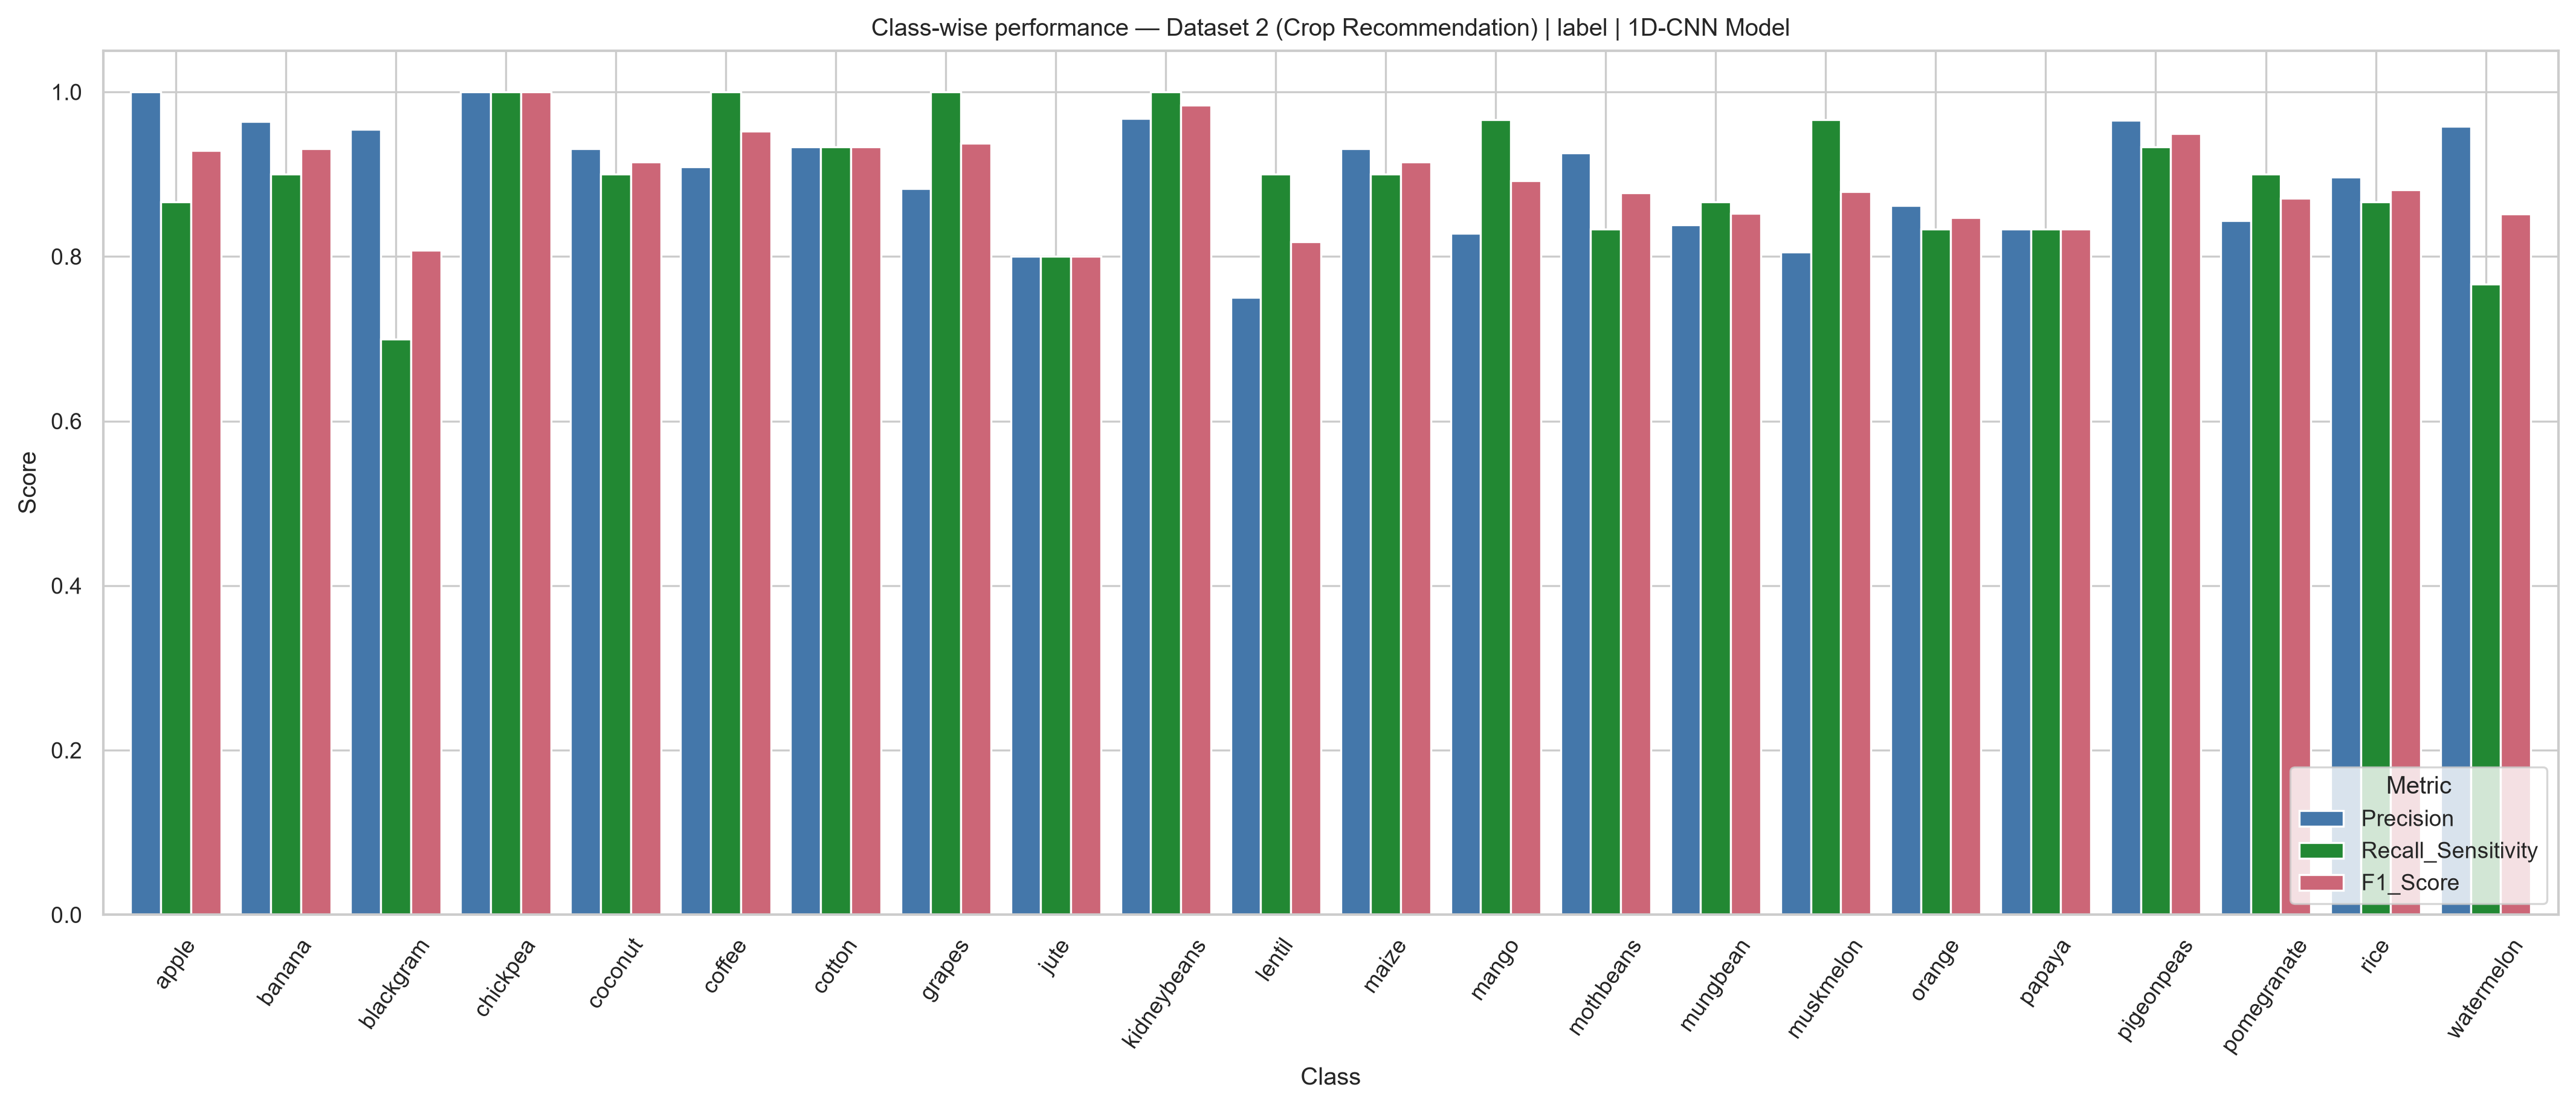 Class-wise performance — Dataset 2 (Crop Recommendation) | label | 1D-CNN Model
Score
1.0
0.8
0.6
0.4
0.2
0.0
Metric
Precision
Recall_Sensitivity
F1_Score
apple
banana
blackgram
chickpea
coconut
coffee
cotton
grapes
jute
kidneybeans
lentil
maize
mango
mothbeans
mungbean
muskmelon
orange
papaya
pigeonpeas
pomegranate
rice
watermelon
Class